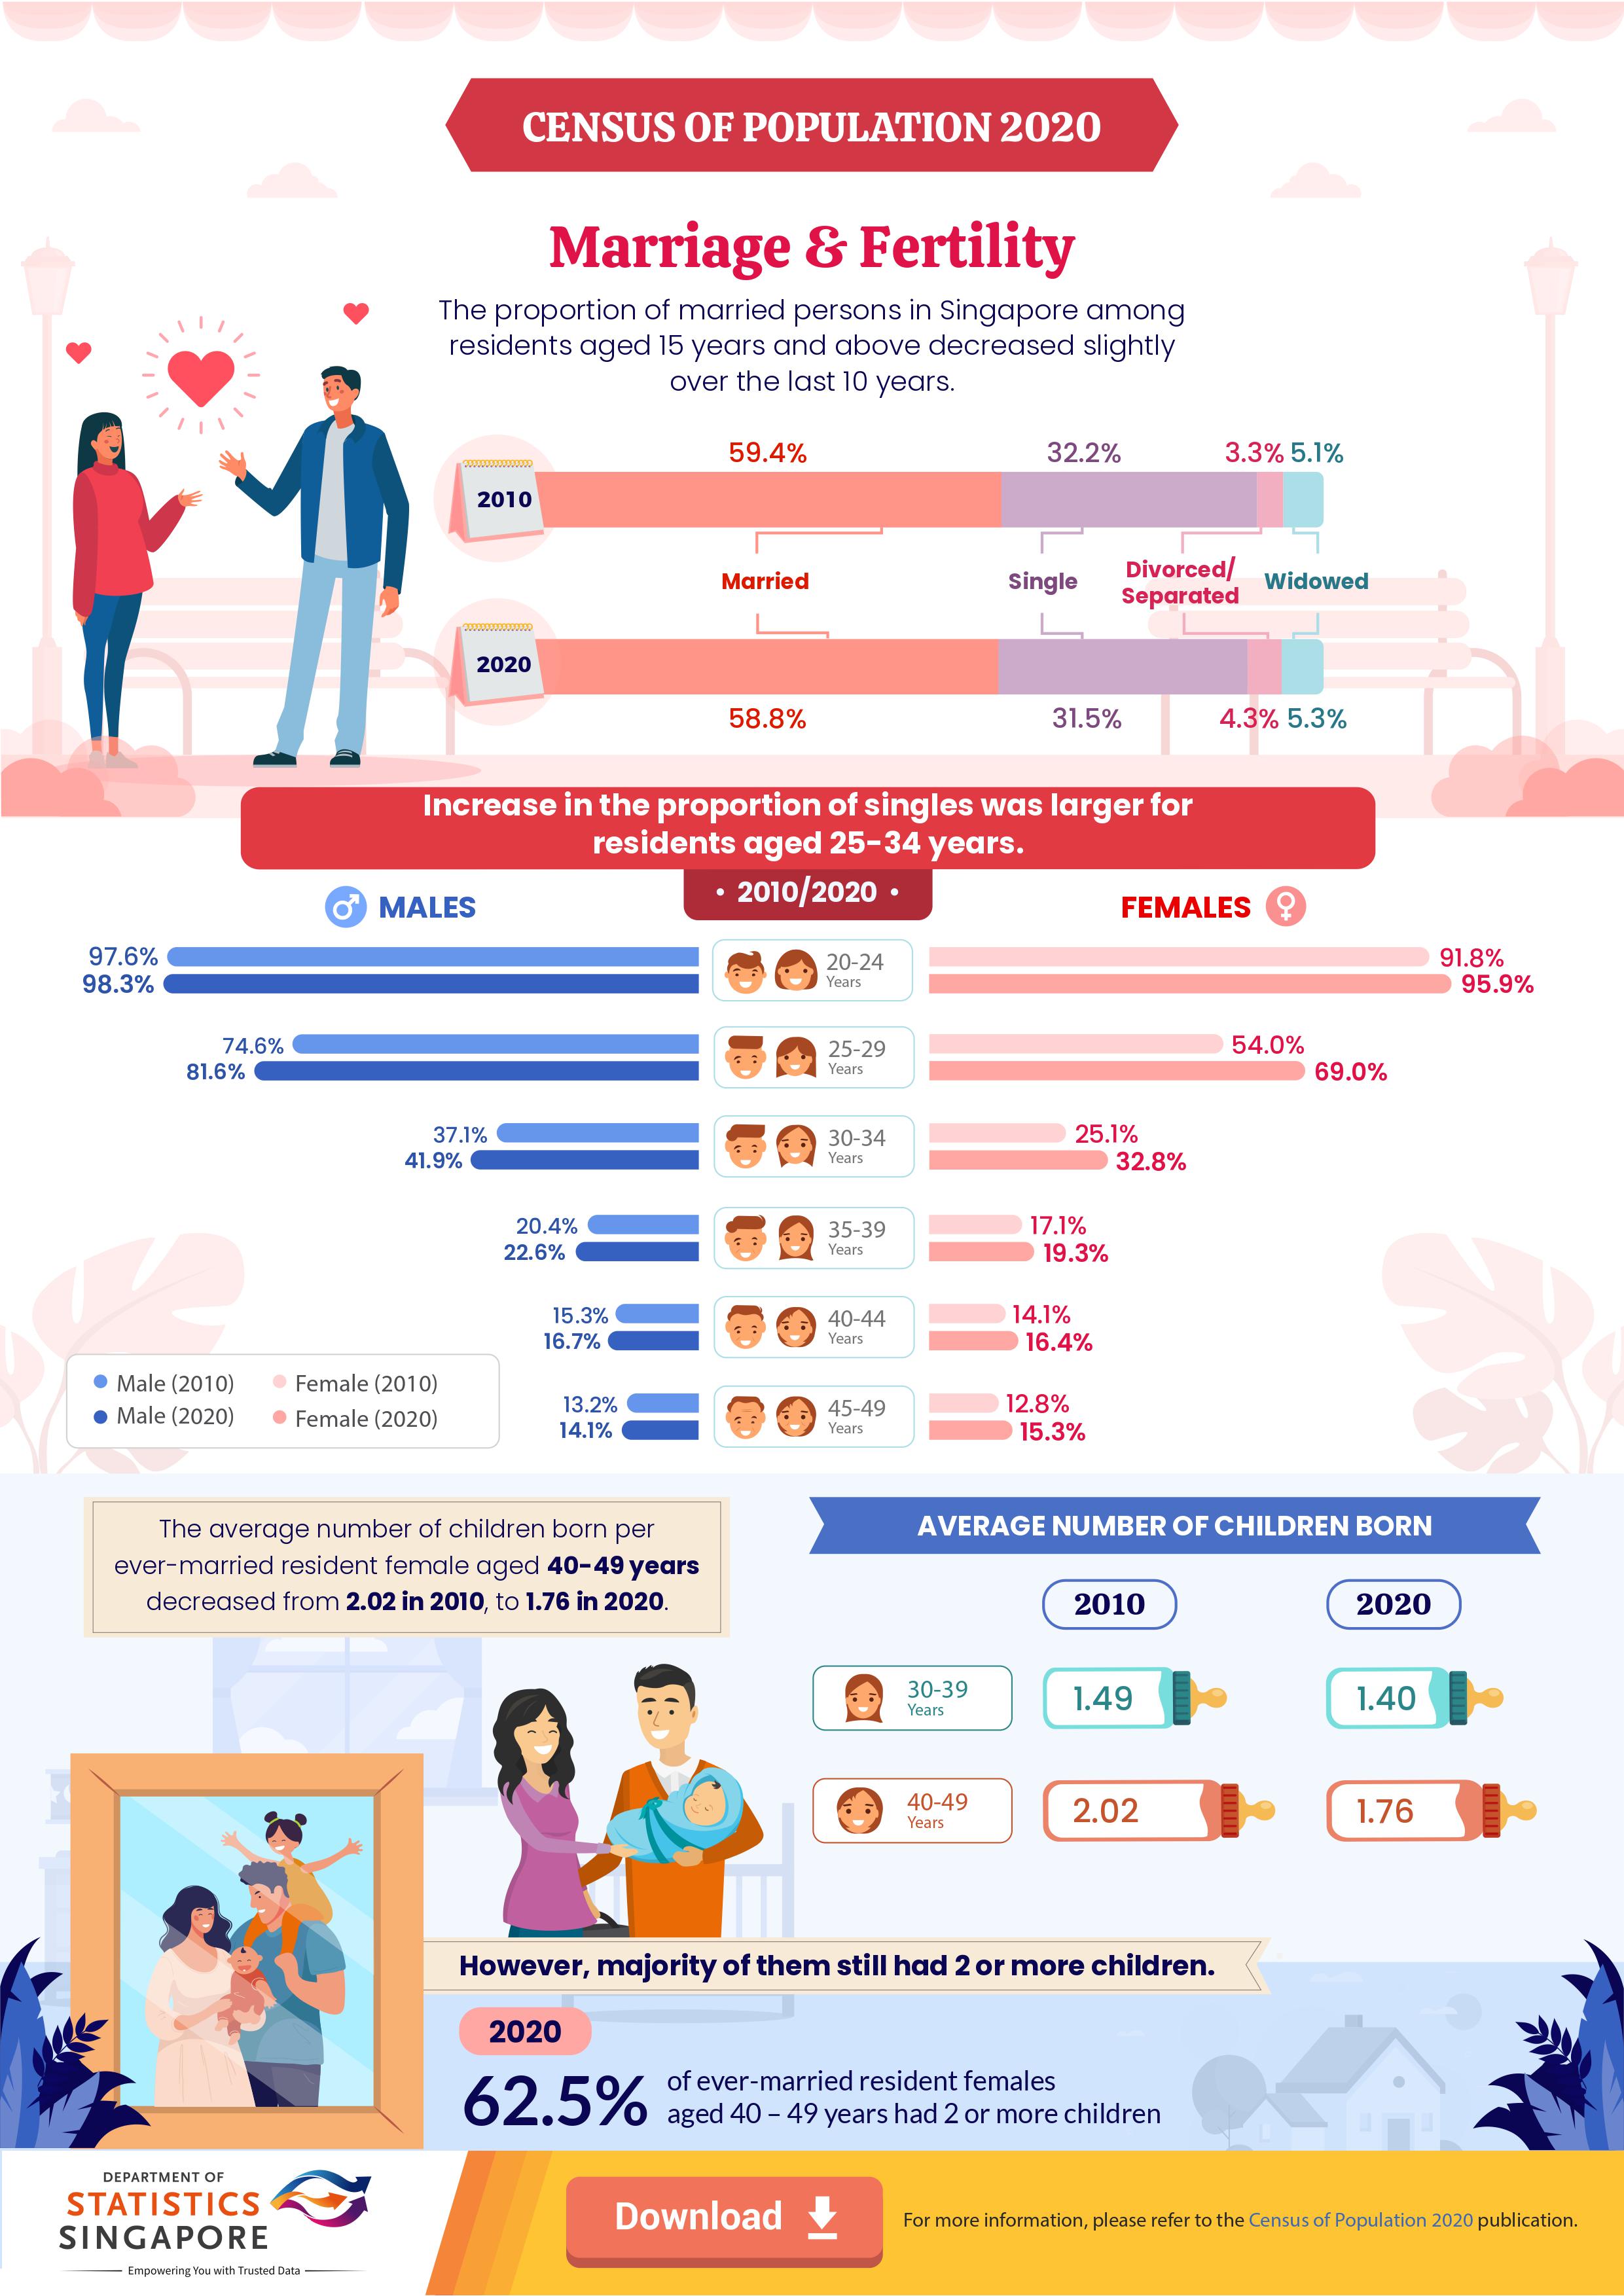 CENSUS OF POPULATION 2020
Marriage & Fertility
The proportion of married persons in Singapore among
residents aged 15 years and above decreased slightly
over the last 10 years.
59.4% 32.2% 3.3% 5.1%
2010
Married Single Divorced/
Separated Widowed
2020
58.8% 31.5% 4.3% 5.3%
Increase in the proportion of singles was larger for
residents aged 25-34 years.
• 2010/2020 •
MALES FEMALES
97.6% 20-24 91.8%
98.3% Years 95.9%
74.6% 25-29 54.0%
81.6% Years 69.0%
37.1% 30-34 25.1%
41.9% Years 32.8%
20.4% 35-39 17.1%
22.6% Years 19.3%
15.3% 40-44 14.1%
16.7% Years 16.4%
13.2% 45-49 12.8%
14.1% Years 15.3%
Male (2010) Female (2010)
Male (2020) Female (2020)
The average number of children born per
ever-married resident female aged 40-49 years
decreased from 2.02 in 2010, to 1.76 in 2020.
AVERAGE NUMBER OF CHILDREN BORN
2010 2020
30-39
Years
1.49 1.40
40-49
Years
2.02 1.76
However, majority of them still had 2 or more children.
2020
62.5% of ever-married resident females
aged 40 – 49 years had 2 or more children
DEPARTMENT OF
STATISTICS
SINGAPORE
Empowering You with Trusted Data
Download
For more information, please refer to the Census of Population 2020 publication.